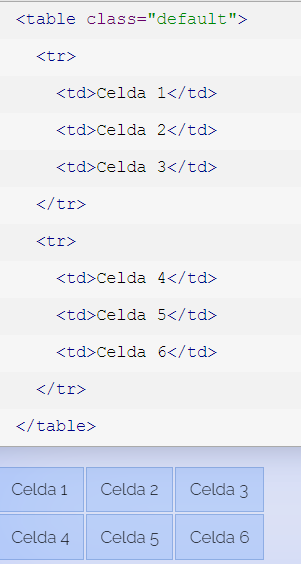 <table class="default">
<tr>
<td>Celda 1</td>
<td>Celda 2</td>
<td>Celda 3</td>
</tr>
<tr>
<td>Celda 4</td>
<td>Celda 5</td>
<td>Celda 6</td>
</tr>
</table>
Celda 1 Celda 2 Celda 3
Celda 4 Celda 5 Celda 6